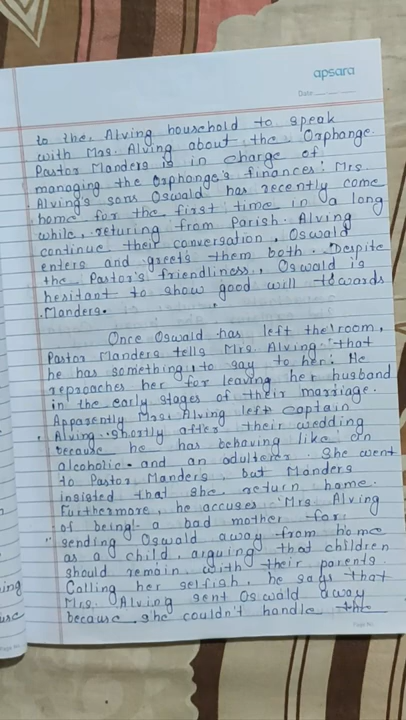 apsara
Date:
to the Alving household to speak
with Mrs. Alving about the Orphange.
Pastor Manders is in charge of
managing the Orphonge's finances. Mrs
Alving's sons Oswald has recently come
home for the first time in a long
while, returing from Parish. Alving
continue their conversation, Oswald
enters and greets them both. Despite
the Pastor's friendliness, Oswald is
hesitant to show good will towards
Manders.
Once Oswald has left the room,
Pastor Manders tells Mrs. Alving that
he has something to say to her. He
reproaches her for leaving her husband
in the early stages of their marriage.
Apparently Mrs. Alving left captain
Alving shortly after their wedding
because he has behaving like an
alcoholic and an adulterer. She went
to Pastor Manders, but Manders
insisted that she return home.
Furthermore, he accuses Mrs. Alving
of being a bad mother for
sending Oswald away from home
as a child, arguing that children
should remain with their parents.
Calling her selfish, he says that
Mrs. Alving sent Oswald away
because she couldn't handle the
ing
Page No.